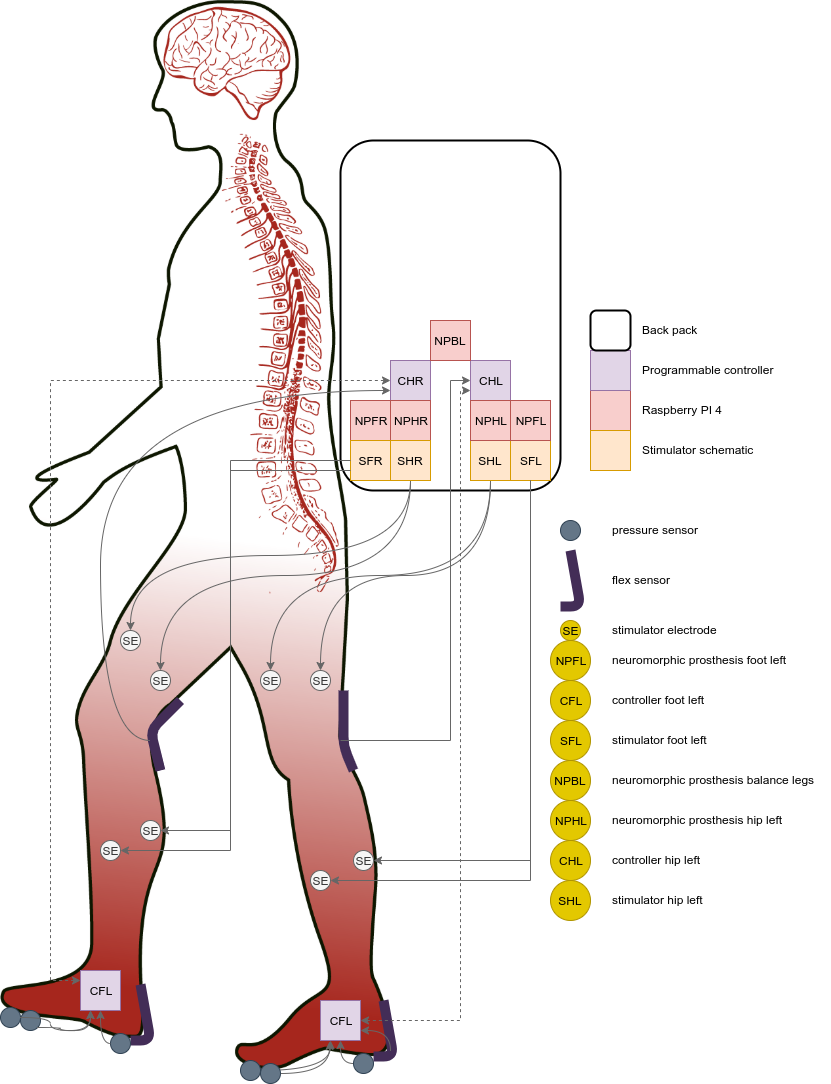 NPBL
CHR
CHL
NPFR
NPHR
NPHL
NPFL
SFR
SHR
SHL
SFL
SE
SE
SE
SE
SE
SE
SE
SE
CFL
CFL
Back pack
Programmable controller
Raspberry PI 4
Stimulator schematic
pressure sensor
flex sensor
SE stimulator electrode
NPFL neuromorphic prosthesis foot left
CFL controller foot left
SFL stimulator foot left
NPBL neuromorphic prosthesis balance legs
NPHL neuromorphic prosthesis hip left
CHL controller hip left
SHL stimulator hip left